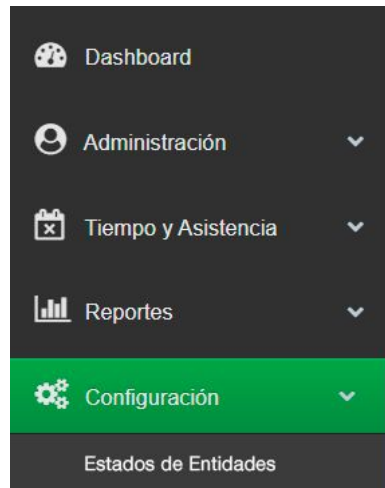 Dashboard
Administración
Tiempo y Asistencia
Reportes
Configuración
Estados de Entidades